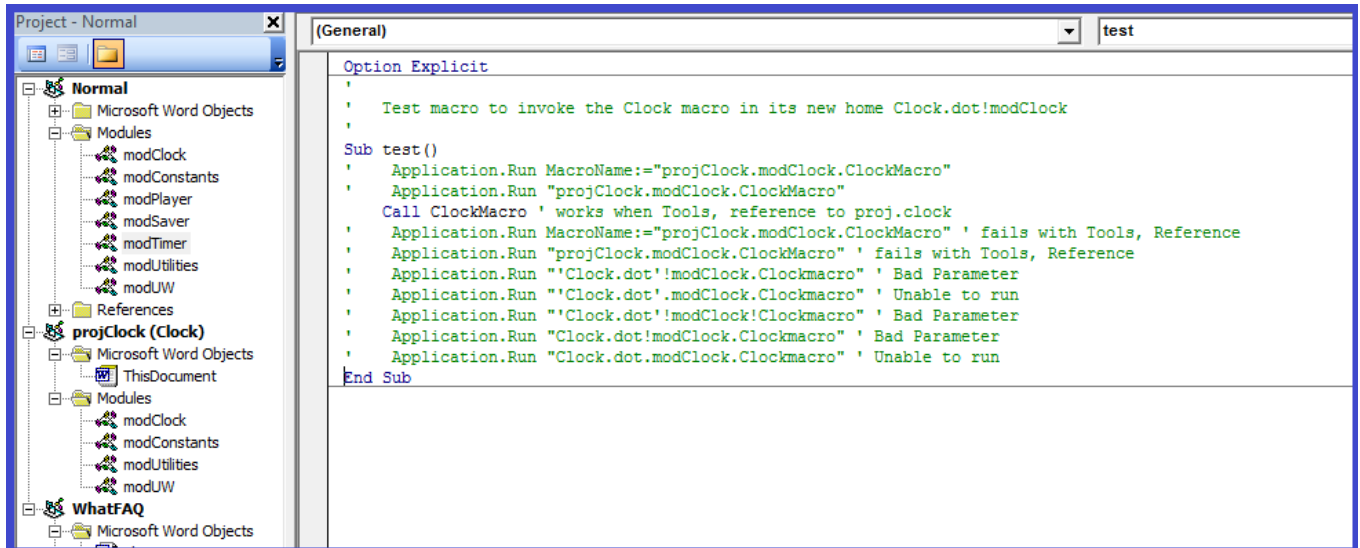 Project - Normal
Normal
Microsoft Word Objects
Modules
modClock
modConstants
modPlayer
modSaver
modTimer
modUtilities
modUW
References
projClock (Clock)
Microsoft Word Objects
ThisDocument
Modules
modClock
modConstants
modUtilities
modUW
WhatFAQ
Microsoft Word Objects
(General)
test
Option Explicit
'
'   Test macro to invoke the Clock macro in its new home Clock.dot!modClock
'
Sub test()
'    Application.Run MacroName:="projClock.modClock.ClockMacro"
'    Application.Run "projClock.modClock.ClockMacro"
    Call ClockMacro ' works when Tools, reference to proj.clock
'    Application.Run MacroName:="projClock.modClock.ClockMacro" ' fails with Tools, Reference
'    Application.Run "projClock.modClock.ClockMacro" ' fails with Tools, Reference
'    Application.Run "'Clock.dot'!modClock.Clockmacro" ' Bad Parameter
'    Application.Run "'Clock.dot'.modClock.Clockmacro" ' Unable to run
'    Application.Run "'Clock.dot'!modClock!Clockmacro" ' Bad Parameter
'    Application.Run "Clock.dot!modClock.Clockmacro" ' Bad Parameter
'    Application.Run "Clock.dot.modClock.Clockmacro" ' Unable to run
End Sub